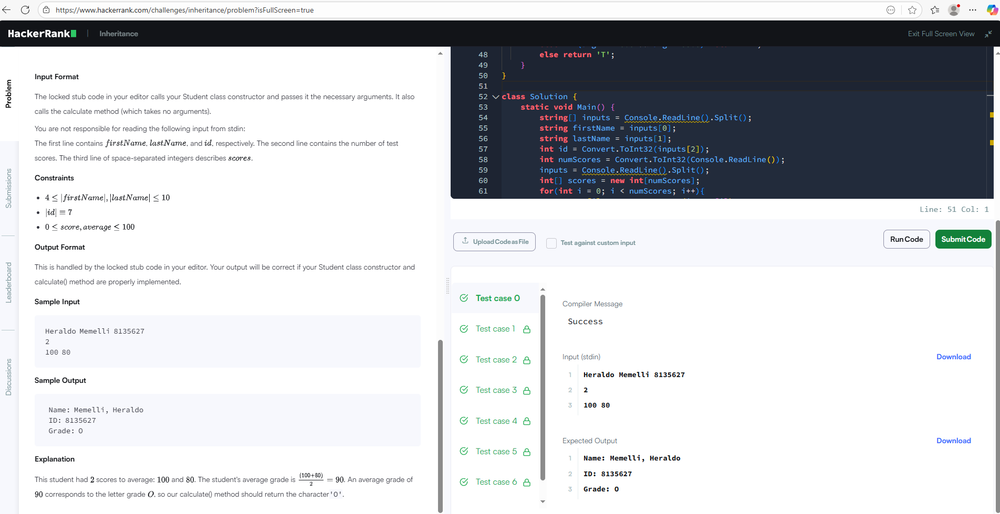 https://www.hackerrank.com/challenges/inheritance/problem?isFullScreen=true
HackerRank
Inheritance
Exit Full Screen View
Problem
Submissions
Leaderboard
Discussions
Input Format
The locked stub code in your editor calls your Student class constructor and passes it the necessary arguments. It also
calls the calculate method (which takes no arguments).
You are not responsible for reading the following input from stdin:
The first line contains firstName, lastName, and id, respectively. The second line contains the number of test
scores. The third line of space-separated integers describes scores.
Constraints
• 4 ≤ |firstName|, |lastName| ≤ 10
• |id| ≡ 7
• 0 ≤ score, average ≤ 100
Output Format
This is handled by the locked stub code in your editor. Your output will be correct if your Student class constructor and
calculate() method are properly implemented.
Sample Input
Heraldo Memelli 8135627
2
100 80
Sample Output
Name: Memelli, Heraldo
ID: 8135627
Grade: O
Explanation
This student had 2 scores to average: 100 and 80. The student's average grade is (100+80)/2 = 90. An average grade of
90 corresponds to the letter grade O, so our calculate() method should return the character 'O'.
48 else return 'T';
49 }
50 }
51
52 class Solution {
53 static void Main() {
54 string[] inputs = Console.ReadLine().Split();
55 string firstName = inputs[0];
56 string lastName = inputs[1];
57 int id = Convert.ToInt32(inputs[2]);
58 int numScores = Convert.ToInt32(Console.ReadLine());
59 inputs = Console.ReadLine().Split();
60 int[] scores = new int[numScores];
61 for(int i = 0; i < numScores; i++){
Line: 51 Col: 1
Upload Code as File
Test against custom input
Run Code
Submit Code
Test case 0
Test case 1
Test case 2
Test case 3
Test case 4
Test case 5
Test case 6
Compiler Message
Success
Input (stdin)
Download
1 Heraldo Memelli 8135627
2 2
3 100 80
Expected Output
Download
1 Name: Memelli, Heraldo
2 ID: 8135627
3 Grade: O